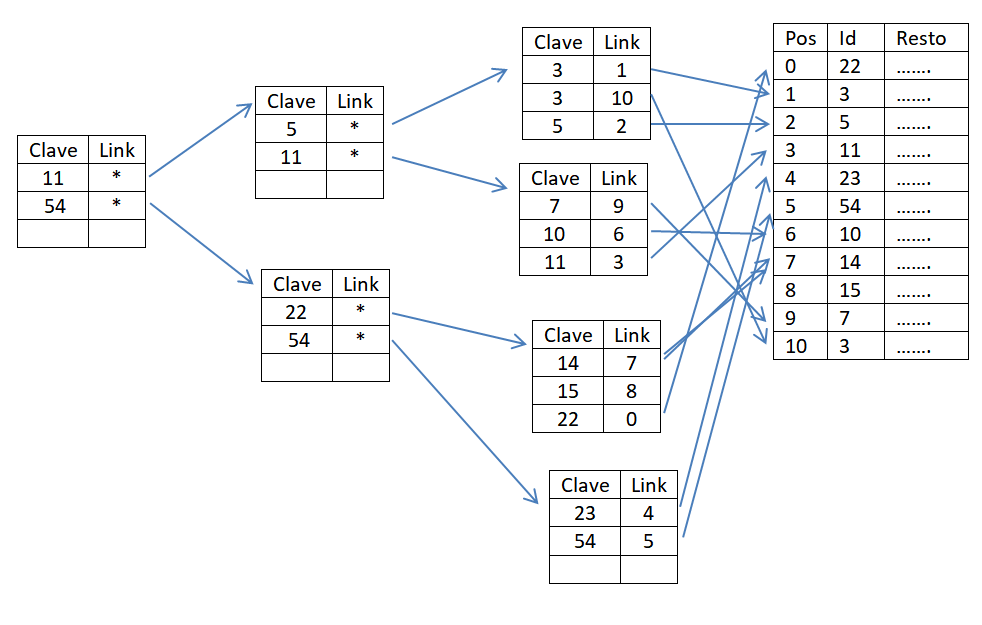 Clave Link
11 *
54 *
Clave Link
5 *
11 *
Clave Link
22 *
54 *
Clave Link
3 1
3 10
5 2
Clave Link
7 9
10 6
11 3
Clave Link
14 7
15 8
22 0
Clave Link
23 4
54 5
Pos Id Resto
0 22 .......
1 3 .......
2 5 .......
3 11 .......
4 23 .......
5 54 .......
6 10 .......
7 14 .......
8 15 .......
9 7 .......
10 3 .......